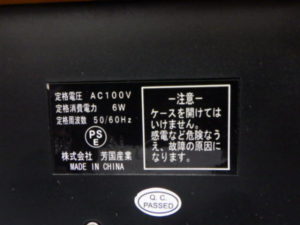 定格電圧 AC100V
定格消費電力 6W
定格周波数 50/60Hz
PS
E
株式会社 芳国産業
MADE IN CHINA
ー注意ー
ケースを開けては
いけません。
感電など危険なう
え、故障の原因に
なります。
Q.C.
PASSED